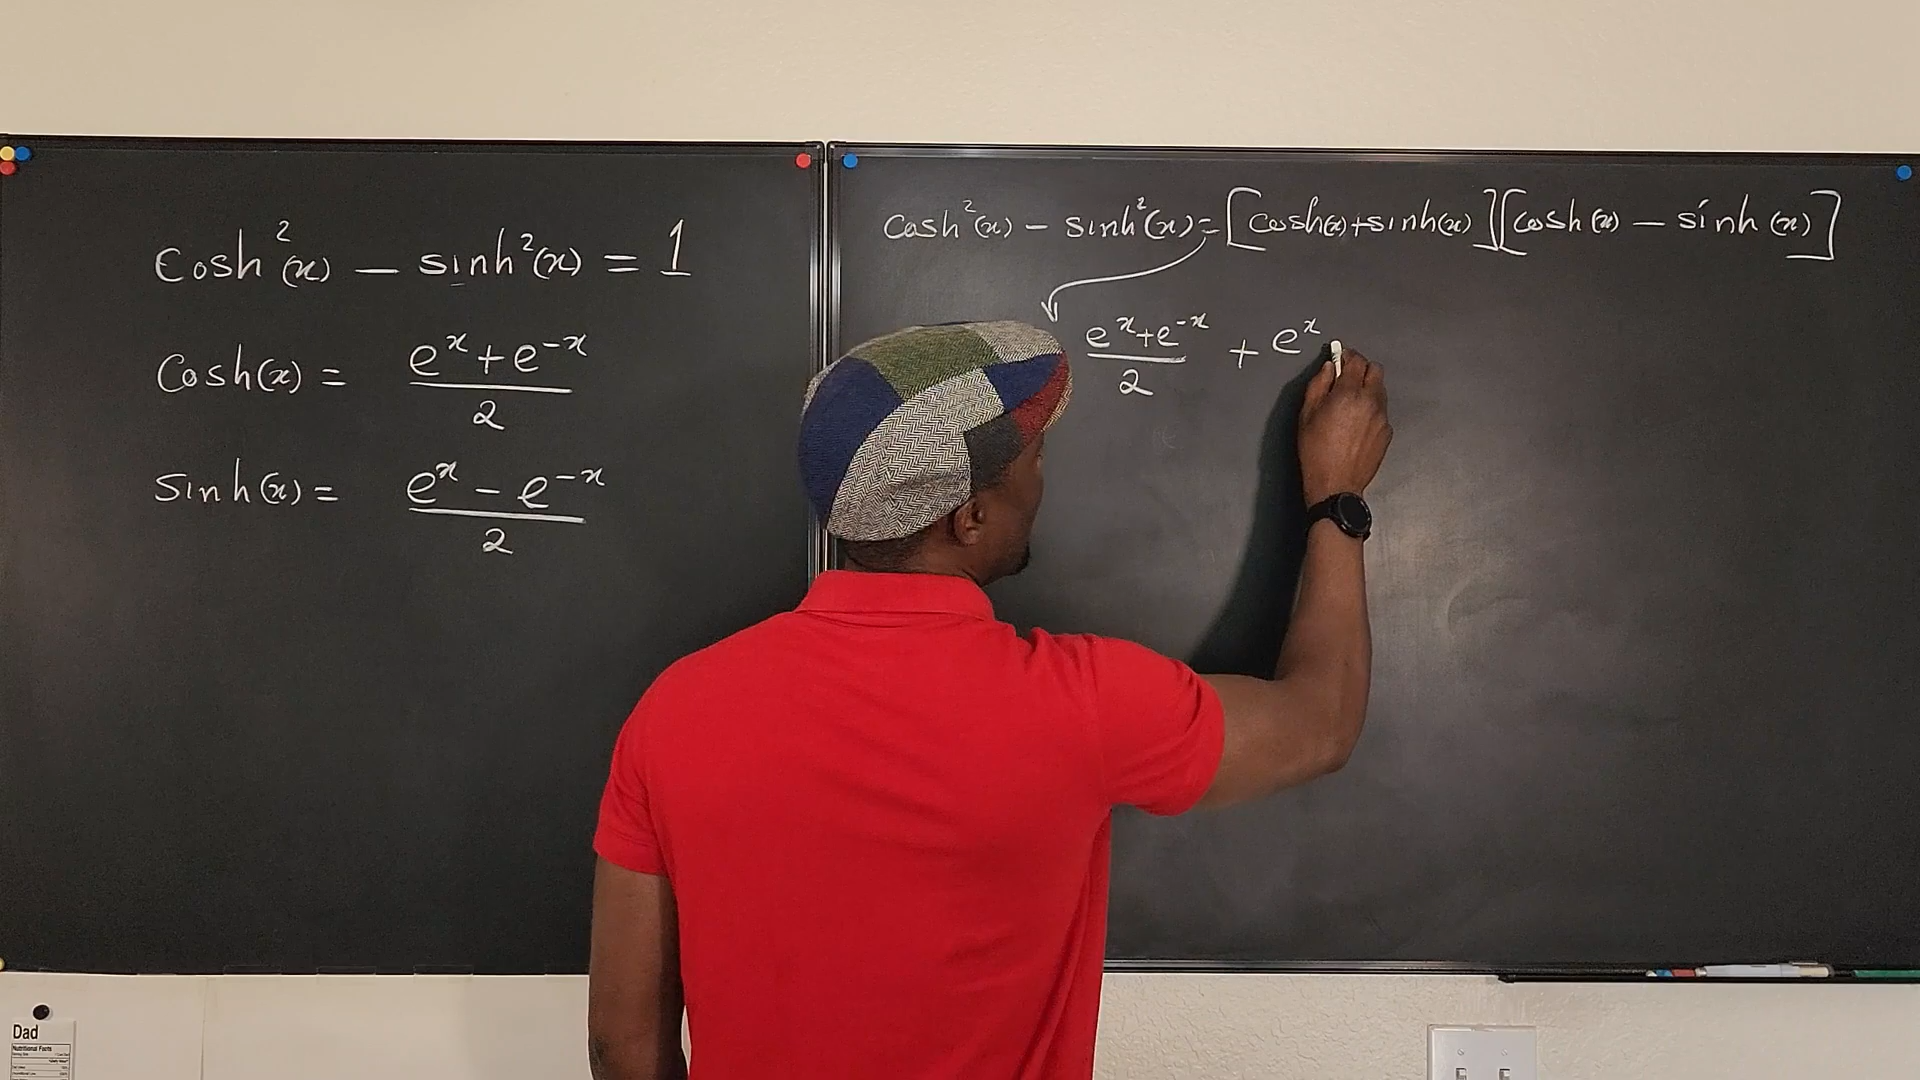 cosh²(x) – sinh²(x) = 1
cosh(x) = (e^x + e^-x)/2
sinh(x) = (e^x – e^-x)/2
cosh²(x) – sinh²(x) = [cosh(x)+sinh(x)][cosh(x) – sinh(x)]
(e^x+e^-x)/2 + e^x
Dad
Nutritional Facts